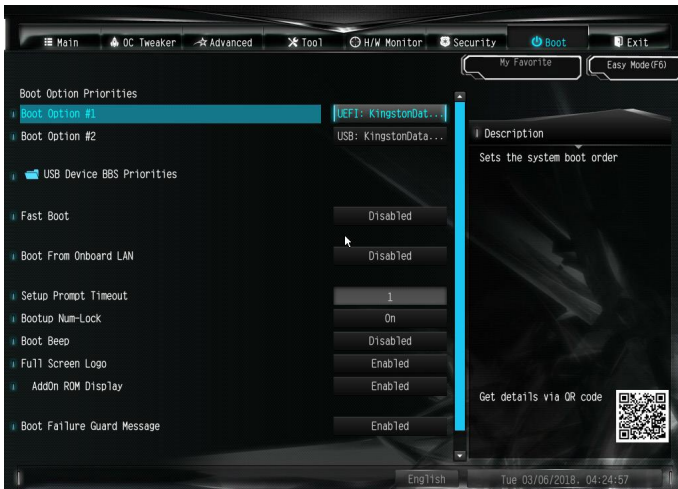 Main
OC Tweaker
Advanced
Tool
H/W Monitor
Security
Boot
Exit
My Favorite
Easy Mode(F6)
Boot Option Priorities
Boot Option #1
UEFI: KingstonDat...
Boot Option #2
USB: KingstonData...
USB Device BBS Priorities
Fast Boot
Disabled
Boot From Onboard LAN
Disabled
Setup Prompt Timeout
1
Bootup Num-Lock
On
Boot Beep
Disabled
Full Screen Logo
Enabled
AddOn ROM Display
Enabled
Boot Failure Guard Message
Enabled
Description
Sets the system boot order
Get details via QR code
English
Tue 03/06/2018. 04:24:57